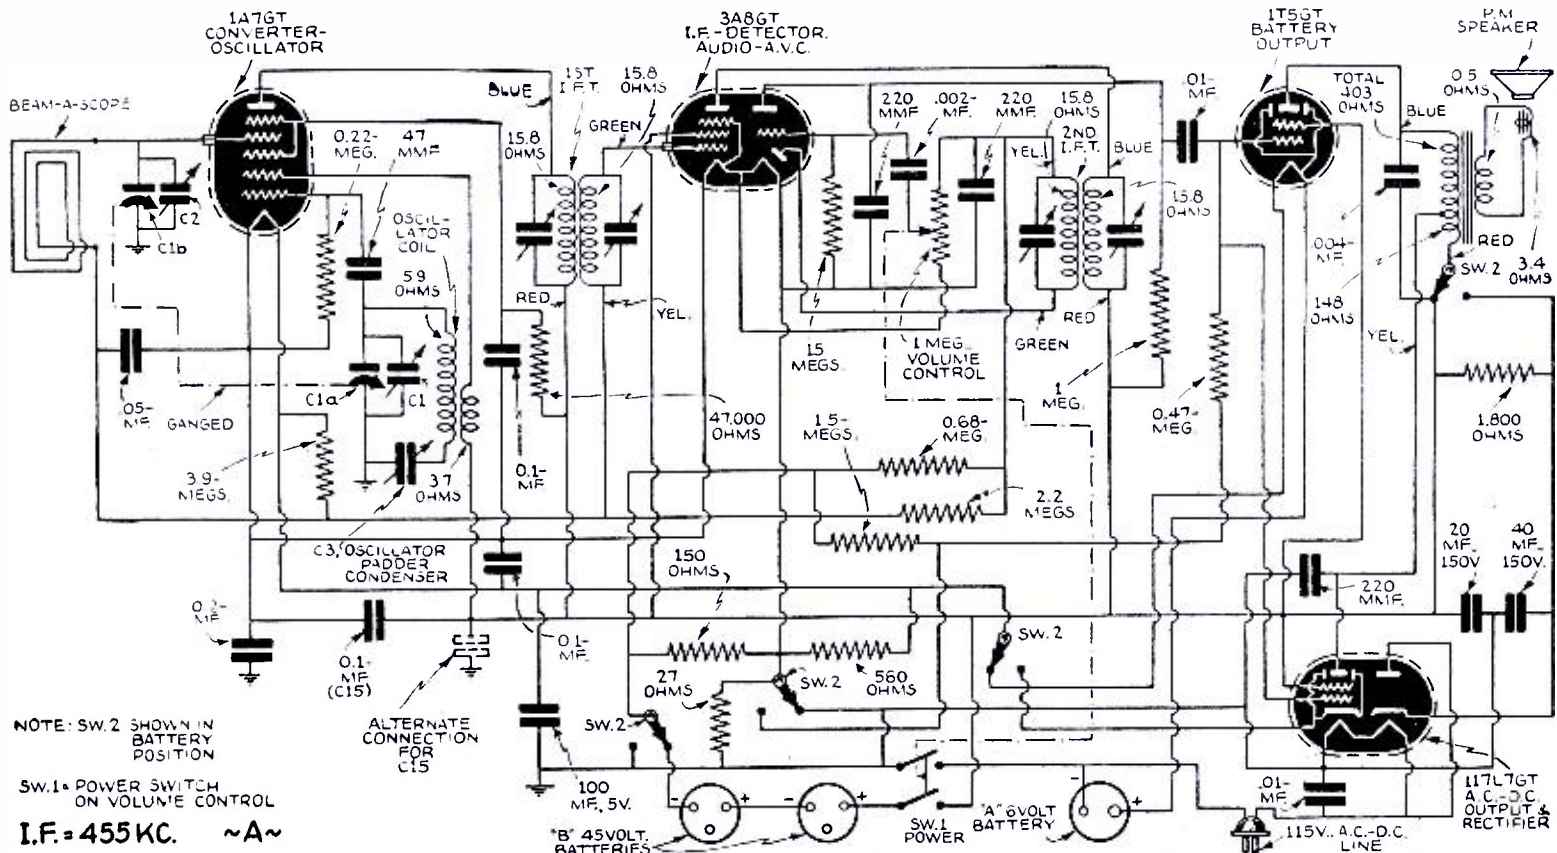 1A7GT
CONVERTER-
OSCILLATOR
3A8GT
I.F.-DETECTOR.
AUDIO-A.V.C.
1T5GT
BATTERY
OUTPUT
P.M
SPEAKER
BEAM-A-SCOPE
0.22-
MEG.
47
MMF
BLUE
1ST
I.F.T.
15.8
OHMS
15.8
OHMS
GREEN
220
MMF
.002-
MF.
220
MMF.
15.8
OHMS
YEL.
2ND
I.F.T.
BLUE
15.8
OHMS
.01-
MF
TOTAL
403
OHMS
BLUE
0.5
OHMS
C2
C1b
OSCIL-
LATOR
COIL
5.9
OHMS
RED
YEL.
15
MEGS.
1 MEG.
VOLUME
CONTROL
GREEN
RED
.004-
MF.
148
OHMS
RED
SW.2
3.4
OHMS
YEL.
.05-
MF.
GANGED
C1a
C1
3.9-
MEGS.
3.7
OHMS
0.1-
MF
47,000
OHMS
1.5-
MEGS.
0.68-
MEG.
1
MEG.
0.47-
MEG.
1,800
OHMS
2.2
MEGS
C3, OSCILLATOR
PADDER
CONDENSER
150
OHMS
20
MF.-
150V.
40
MF.-
150V.
220
MMF.
MF.
0.1-
MF
(C15)
0.1-
MF.
SW.2
27
OHMS
SW.2
560
OHMS
SW.2
ALTERNATE
CONNECTION
FOR
C15
NOTE: SW.2 SHOWN IN
BATTERY
POSITION
SW.1= POWER SWITCH
ON VOLUME CONTROL
I.F.=455 KC. ~A~
100
MF., 5V.
- + - +
"B" 45 VOLT.
BATTERIES
SW.1
POWER
"A" 6 VOLT
BATTERY
- +
.01-
MF.
117L7GT
A.C.-D.C.
OUTPUT &
RECTIFIER
115V., A.C.-D.C.
LINE